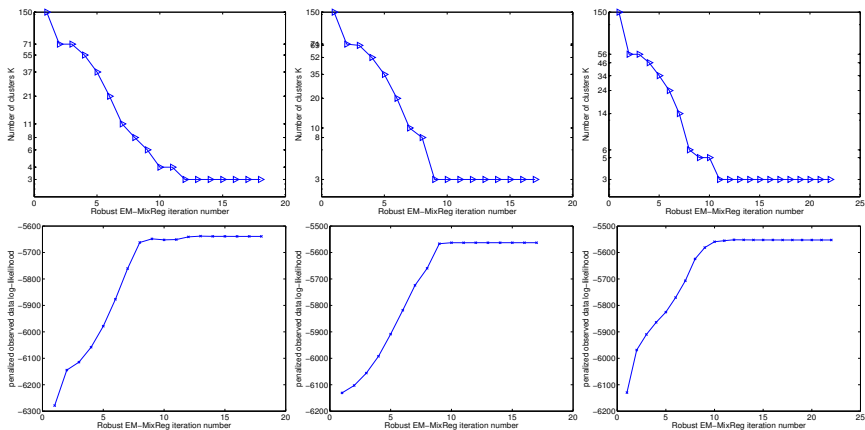 150
71
55
37
21
11
8
6
4
3
Number of clusters K
0 5 10 15 20
Robust EM−MixReg iteration number
150
71
52
35
20
10
8
3
Number of clusters K
0 5 10 15 20
Robust EM−MixReg iteration number
150
56
46
34
24
14
6
5
3
Number of clusters K
0 5 10 15 20 25
Robust EM−MixReg iteration number
−5600
−5700
−5800
−5900
−6000
−6100
−6200
−6300
penalized observed data log−likelihood
0 5 10 15 20
Robust EM−MixReg iteration number
−5500
−5600
−5700
−5800
−5900
−6000
−6100
−6200
penalized observed data log−likelihood
0 5 10 15 20
Robust EM−MixReg iteration number
−5500
−5600
−5700
−5800
−5900
−6000
−6100
−6200
penalized observed data log−likelihood
0 5 10 15 20 25
Robust EM−MixReg iteration number